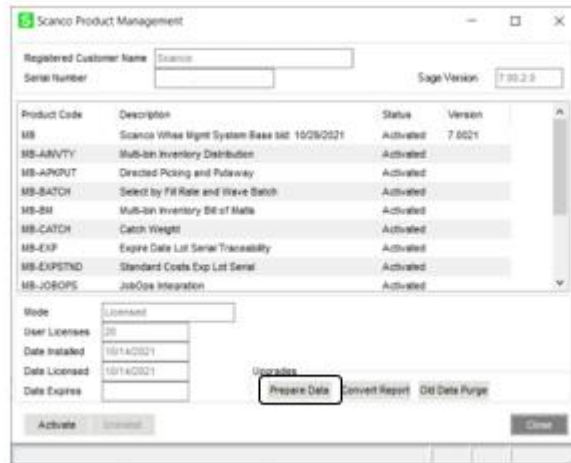 Scanco Product Management
Registered Customer Name Scanco
Serial Number Sage Version 7.00.2.0
Product Code Description Status Version
MB Scanco Whse Mgmt System Base bld: 10/29/2021 Activated 7.0021
MB-AINVTY Multi-bin Inventory Distribution Activated
MB-APKPUT Directed Picking and Putaway Activated
MB-BATCH Select by Fill Rate and Wave Batch Activated
MB-BM Multi-bin Inventory Bill of Matls Activated
MB-CATCH Catch Weight Activated
MB-EXP Expire Date Lot Serial Traceability Activated
MB-EXPSTND Standard Costs Exp Lot Serial Activated
MB-JOBOPS JobOps Integration Activated
Mode Licensed
User Licenses 20
Date Installed 10/14/2021
Date Licensed 10/14/2021 Upgrades
Date Expires Prepare Data Convert Report Old Data Purge
Activate Close